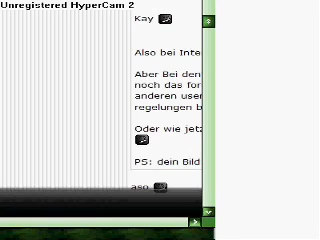 Unregistered HyperCam 2
Kay
Also bei Inte
Aber Bei den
noch das for
anderen user
regelungen b
Oder wie jetz
PS: dein Bild
aso